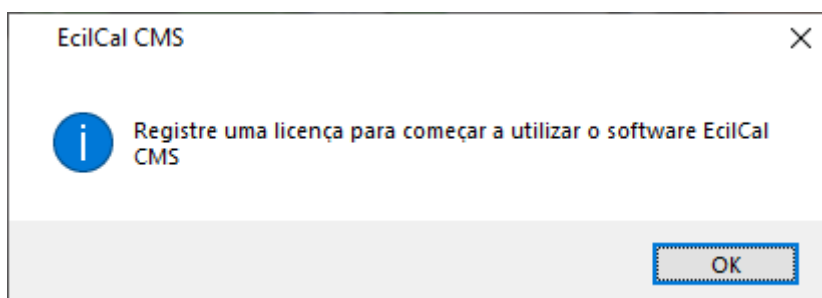 EcilCal CMS
Registre uma licença para começar a utilizar o software EcilCal
CMS
OK